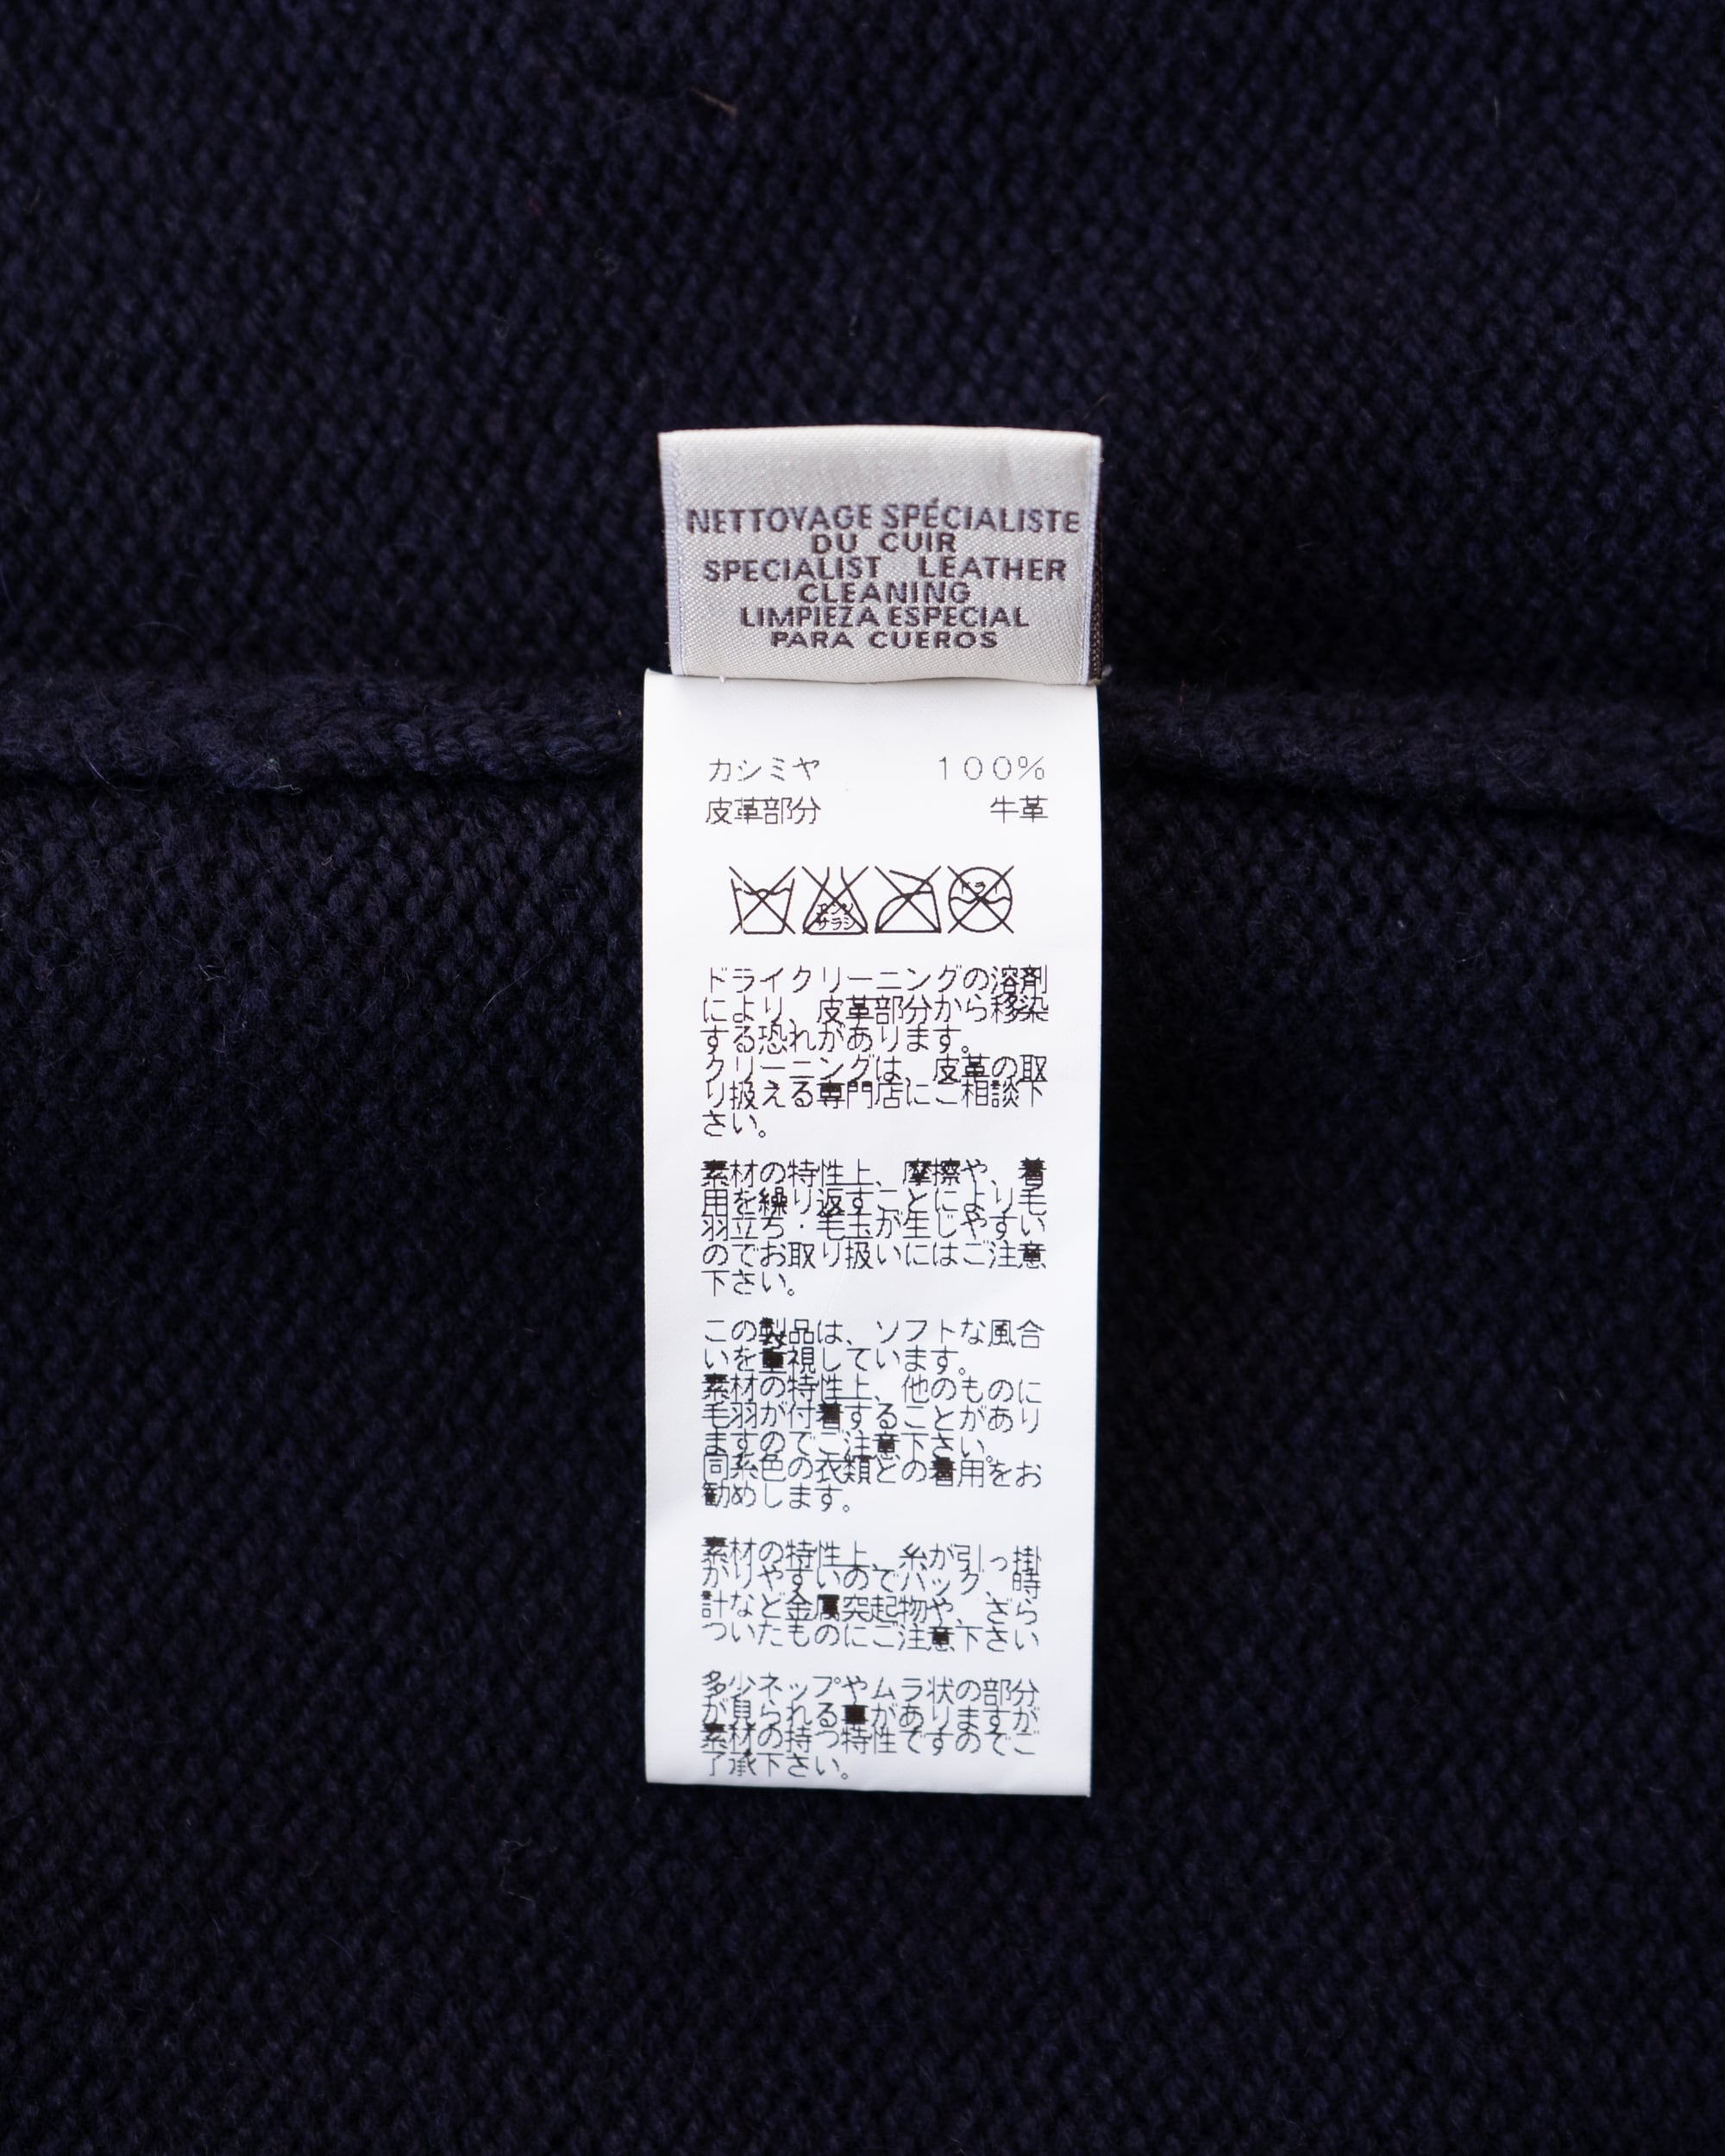 NETTOYAGE SPÉCIALISTE
DU CUIR
SPECIALIST LEATHER
CLEANING
LIMPIEZA ESPECIAL
PARA CUEROS
カシミヤ 100%
皮革部分 牛革
エンソ ドライ
サラシ
ドライクリーニングの溶剤
により、皮革部分から移染
する恐れがあります。
クリーニングは、皮革の取
り扱える専門店にご相談下
さい。
素材の特性上、摩擦や、着
用を繰り返すことにより毛
羽立ち・毛玉が生じやすい
のでお取り扱いにはご注意
下さい。
この製品は、ソフトな風合
いを重視しています。
素材の特性上、他のものに
毛羽が付着することがあり
ますのでご注意下さい。
同系色の衣類との着用をお
勧めします。
素材の特性上、糸が引っ掛
かりやすいのでバッグ、時
計など金属突起物や、ざら
ついたものにご注意下さい
多少ネップやムラ状の部分
が見られる事がありますが
素材の持つ特性ですのでご
了承下さい。